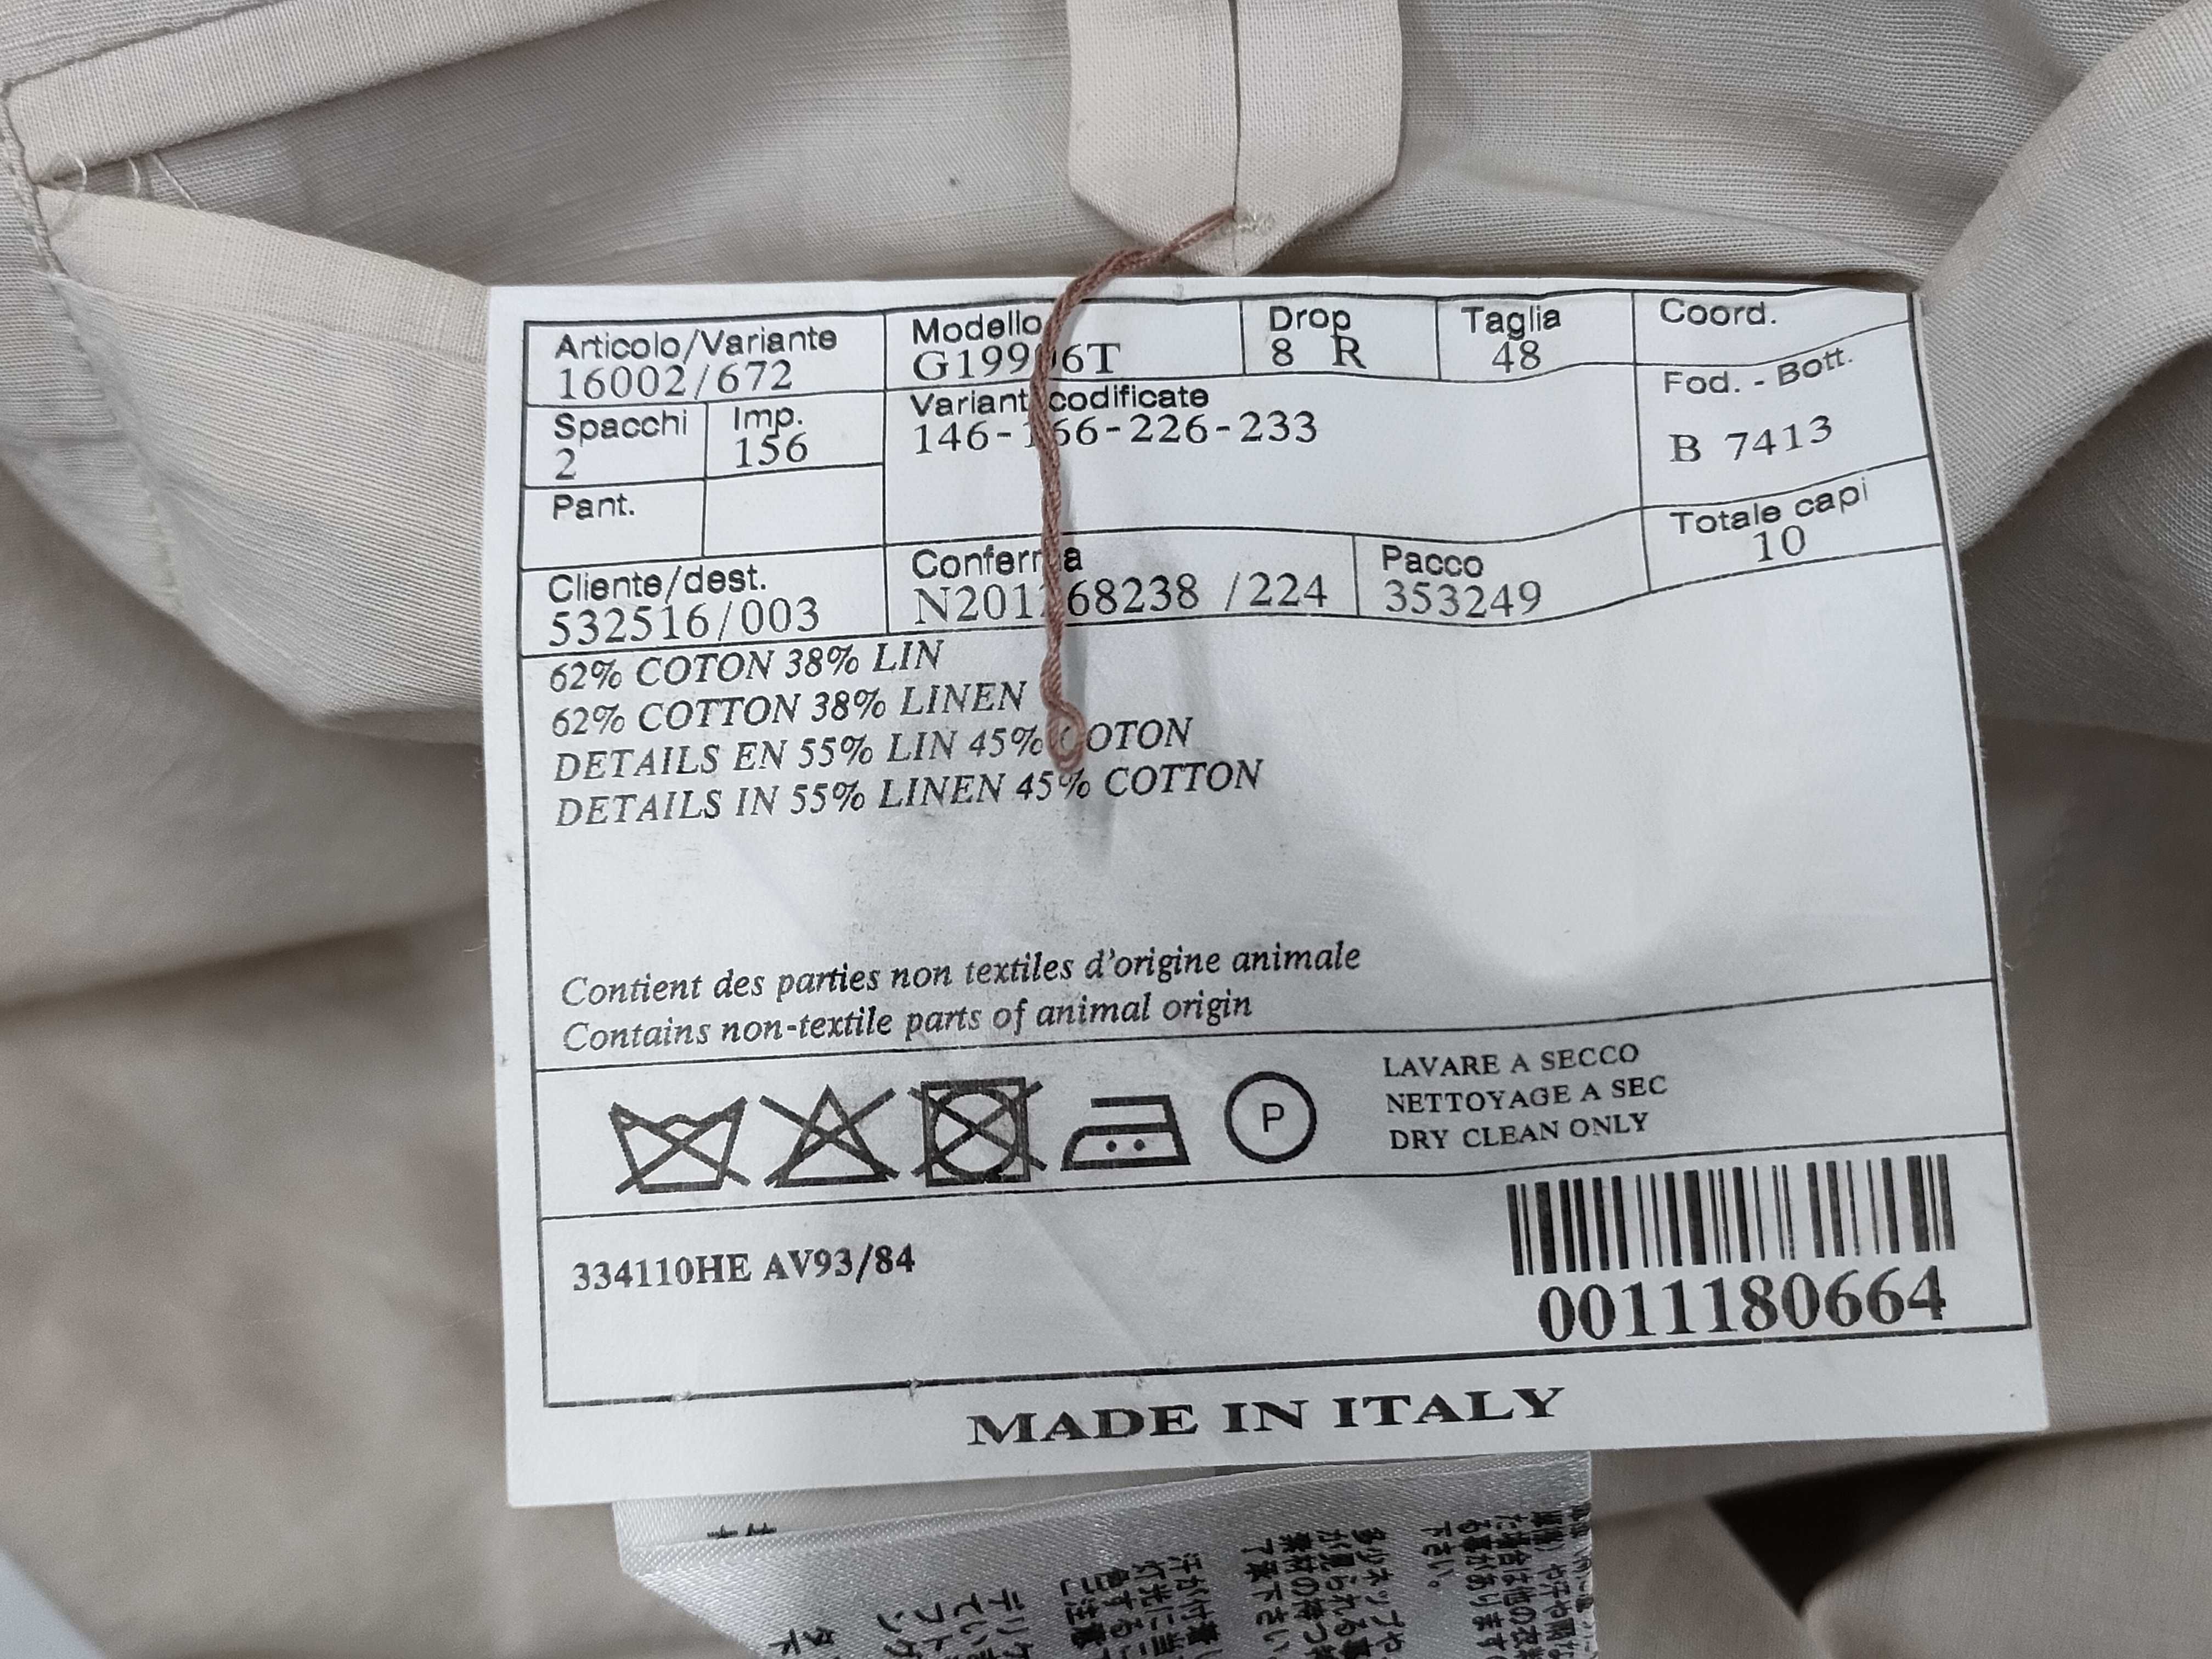 Articolo/Variante
16002/672
Modello
Drop
8 R
Taglia
48
Coord.
Spacchi
2
Imp.
156
codificate
Fod. - Bott.
B 7413
Pant.
Totale capi
10
Cliente/dest.
532516/003
/224
Pacco
353249
62% COTON 38% LIN
62% COTTON 38% LINEN
DETAILS EN 55% LIN 45% COTON
DETAILS IN 55% LINEN 45% COTTON
Contient des parties non textiles d'origine animale
Contains non-textile parts of animal origin
P
LAVARE A SECCO
NETTOYAGE A SEC
DRY CLEAN ONLY
334110HE AV93/84
0011180664
MADE IN ITALY